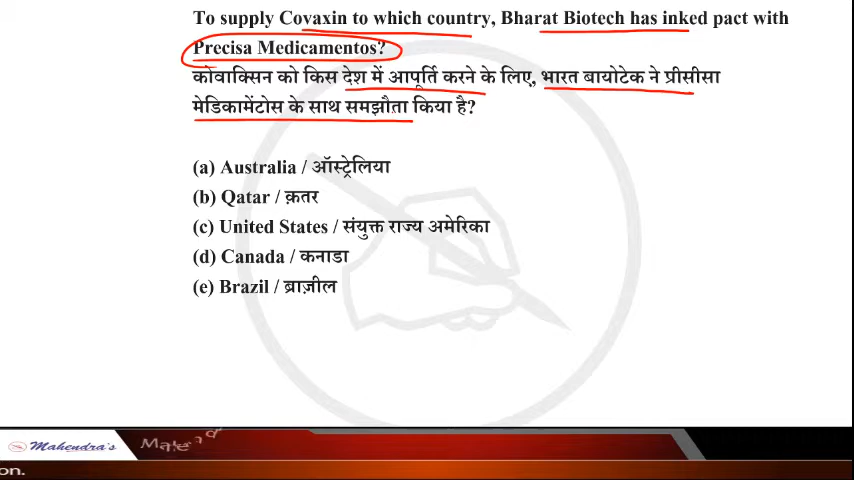 To supply Covaxin to which country, Bharat Biotech has inked pact with
Precisa Medicamentos?
कोवाक्सिन को किस देश में आपूर्ति करने के लिए, भारत बायोटेक ने प्रीसीसा
मेडिकामेंटोस के साथ समझौता किया है?
(a) Australia / ऑस्ट्रेलिया
(b) Qatar / क़तर
(c) United States / संयुक्त राज्य अमेरिका
(d) Canada / कनाडा
(e) Brazil / ब्राज़ील
Mahendra's
on.